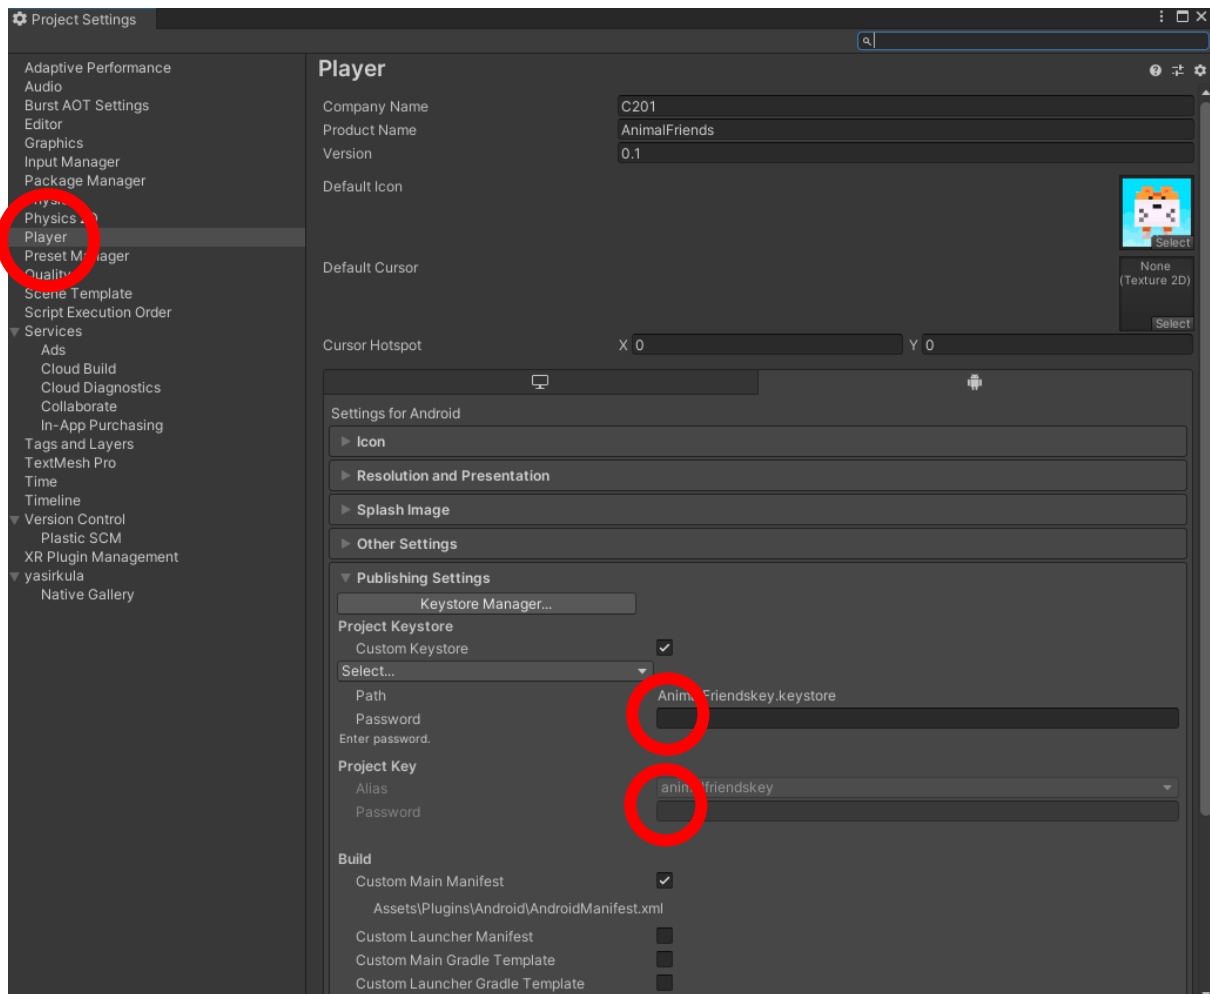 Project Settings
Adaptive Performance
Audio
Burst AOT Settings
Editor
Graphics
Input Manager
Package Manager
Physics 2D
Player
Preset Manager
Quality
Scene Template
Script Execution Order
Services
Ads
Cloud Build
Cloud Diagnostics
Collaborate
In-App Purchasing
Tags and Layers
TextMesh Pro
Time
Timeline
Version Control
Plastic SCM
XR Plugin Management
yasirkula
Native Gallery
Player
Company Name C201
Product Name AnimalFriends
Version 0.1
Default Icon
Select
Default Cursor
None
(Texture 2D)
Select
Cursor Hotspot X 0 Y 0
Settings for Android
Icon
Resolution and Presentation
Splash Image
Other Settings
Publishing Settings
Keystore Manager...
Project Keystore
Custom Keystore
Select...
Path AnimalFriendskey.keystore
Password
Enter password.
Project Key
Alias animalfriendskey
Password
Build
Custom Main Manifest
Assets\Plugins\Android\AndroidManifest.xml
Custom Launcher Manifest
Custom Main Gradle Template
Custom Launcher Gradle Template